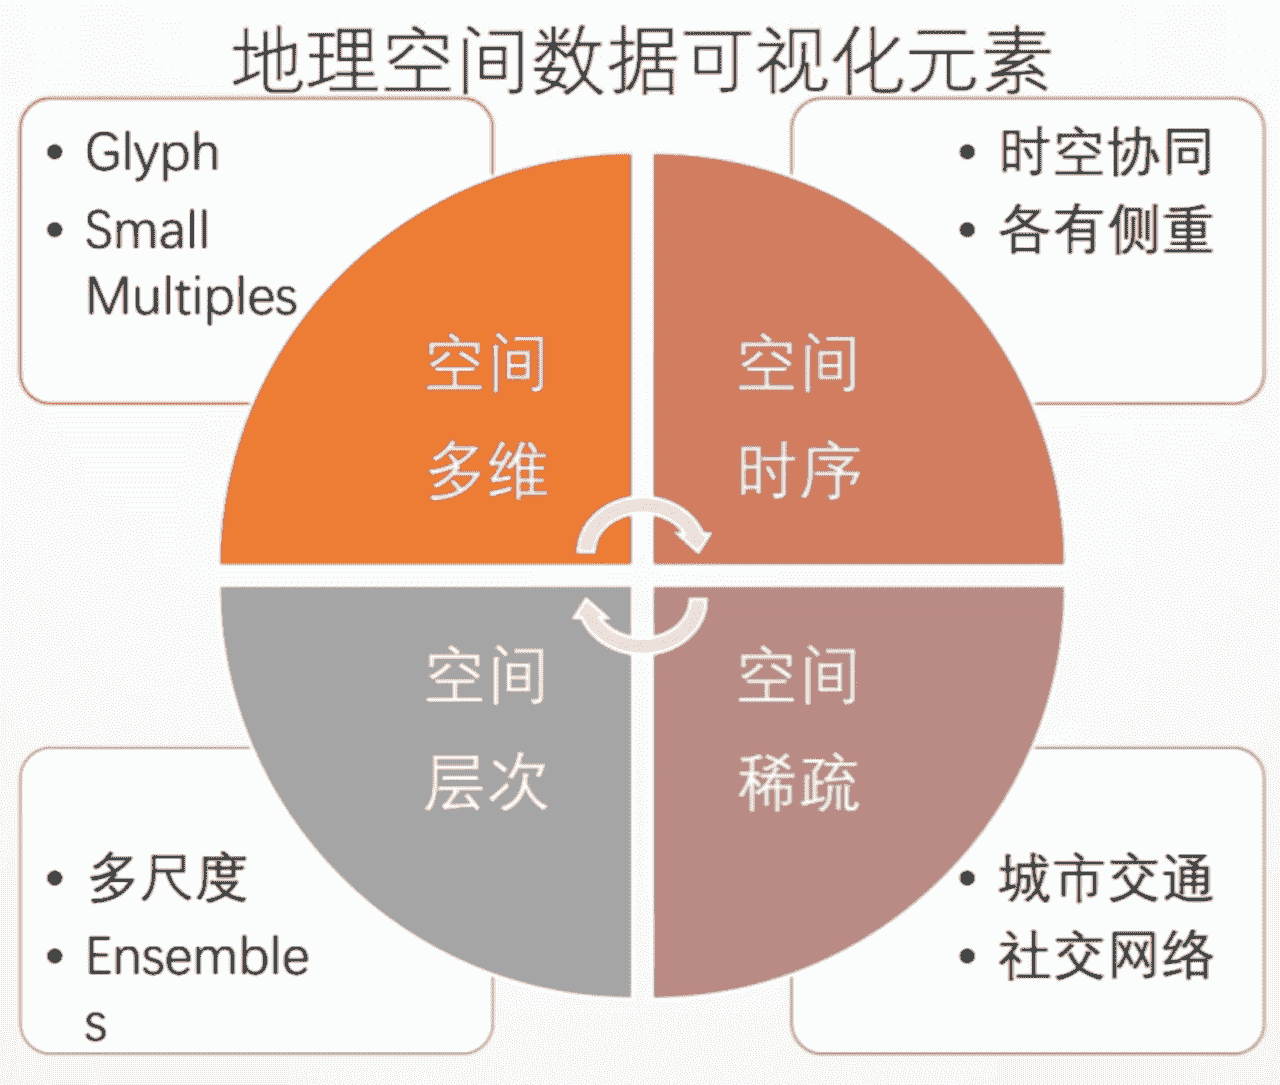 地理空间数据可视化元素
• Glyph
• Small
Multiples
• 时空协同
• 各有侧重
空间
多维
空间
时序
空间
层次
空间
稀疏
• 多尺度
• Ensemble
s
• 城市交通
• 社交网络